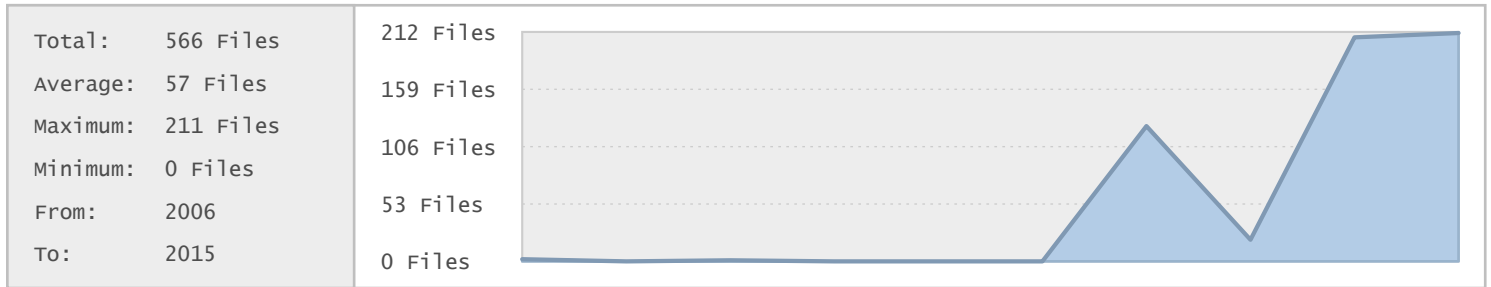 Total: 566 Files
Average: 57 Files
Maximum: 211 Files
Minimum: 0 Files
From: 2006
To: 2015
212 Files
159 Files
106 Files
53 Files
0 Files